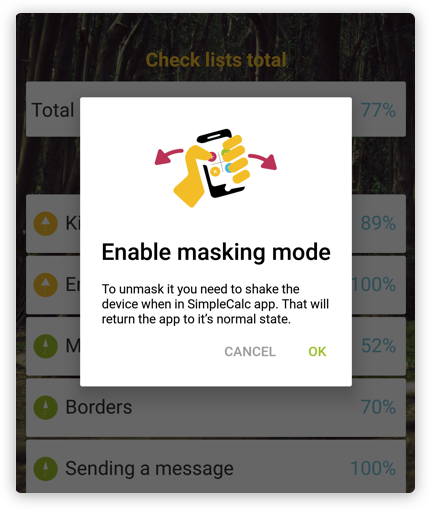 Check lists total
Total
77%
Enable masking mode
To unmask it you need to shake the
device when in SimpleCalc app. That will
return the app to it's normal state.
CANCEL OK
89%
100%
52%
Borders 70%
Sending a message 100%